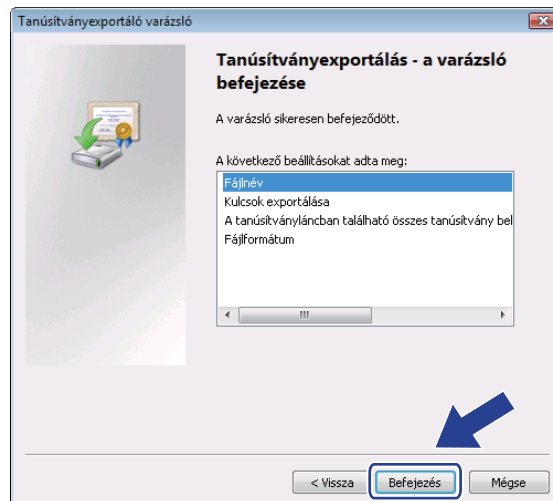 Tanúsítványexportáló varázsló
Tanúsítványexportálás - a varázsló
befejezése
A varázsló sikeresen befejeződött.
A következő beállításokat adta meg:
Fájlnév
Kulcsok exportálása
A tanúsítványláncban található összes tanúsítvány bel
Fájlformátum
< Vissza
Befejezés
Mégse